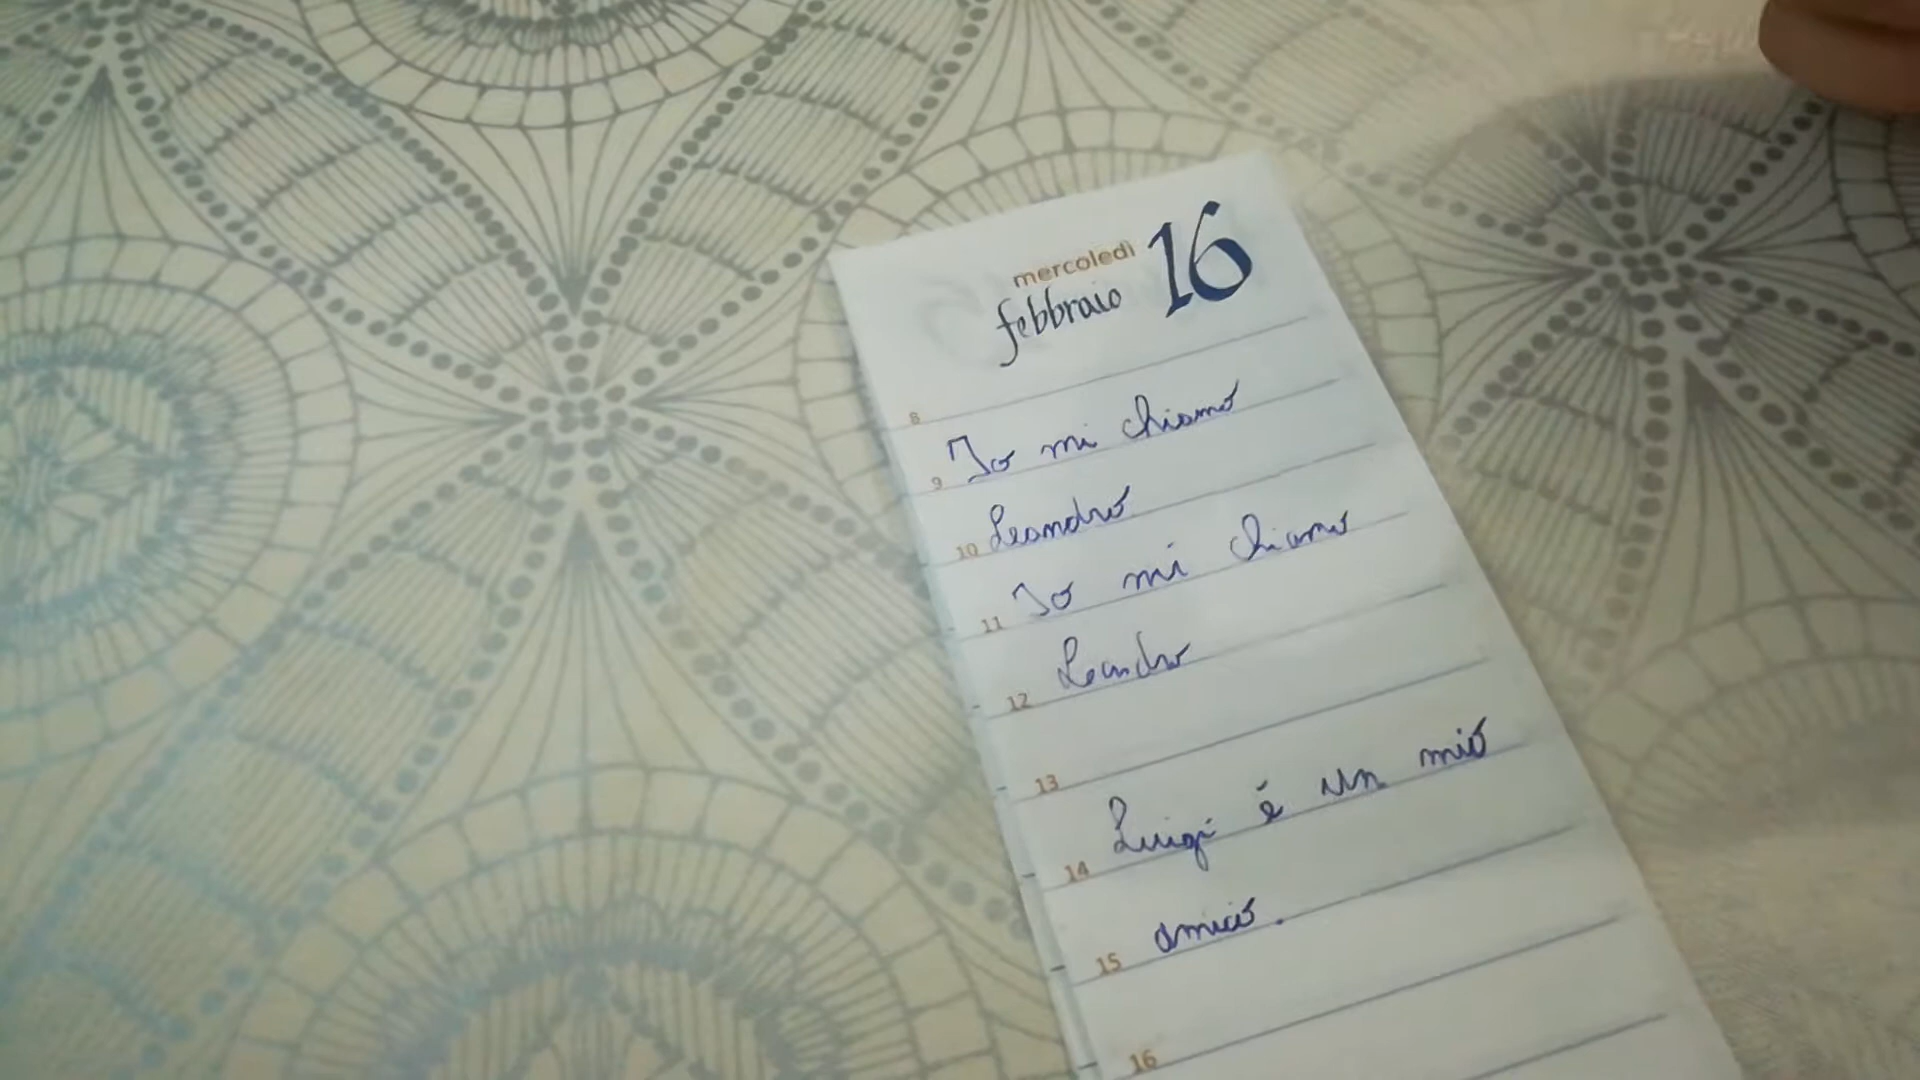 mercoledì
febbraio 16
8
Io mi chiamo
9
Leandro
10
Io mi chiamo
11
Leandro
12
13
Luigi è un mio
14
amico.
15
16